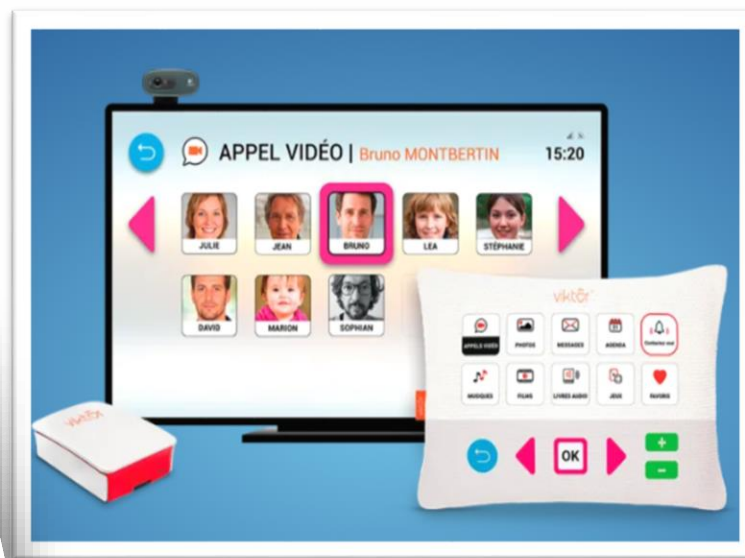 APPEL VIDÉO | Bruno MONTBERTIN
15:20
JULIE
JEAN
BRUNO
LEA
STÉPHANIE
DAVID
MARION
SOPHIAN
viktor
viktor
APPELS VIDÉO
PHOTOS
MESSAGES
AGENDA
MUSIQUES
FILMS
LIVRES AUDIO
JEUX
FAVORIS
OK
+
-